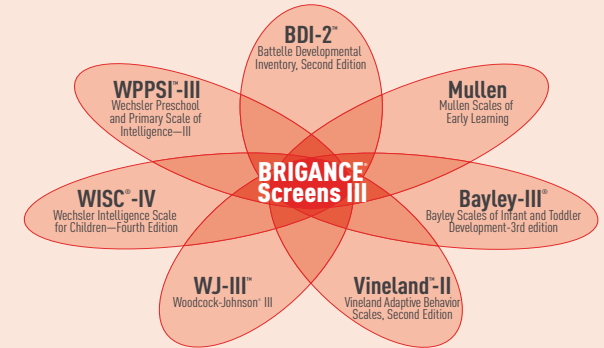 BDI-2™
Battelle Developmental
Inventory, Second Edition
WPPSI™-III
Wechsler Preschool
and Primary Scale of
Intelligence—III
Mullen
Mullen Scales of
Early Learning
BRIGANCE®
Screens III
WISC®-IV
Wechsler Intelligence Scale
for Children—Fourth Edition
Bayley-III®
Bayley Scales of Infant and Toddler
Development-3rd edition
WJ-III™
Woodcock-Johnson® III
Vineland™-II
Vineland Adaptive Behavior
Scales, Second Edition